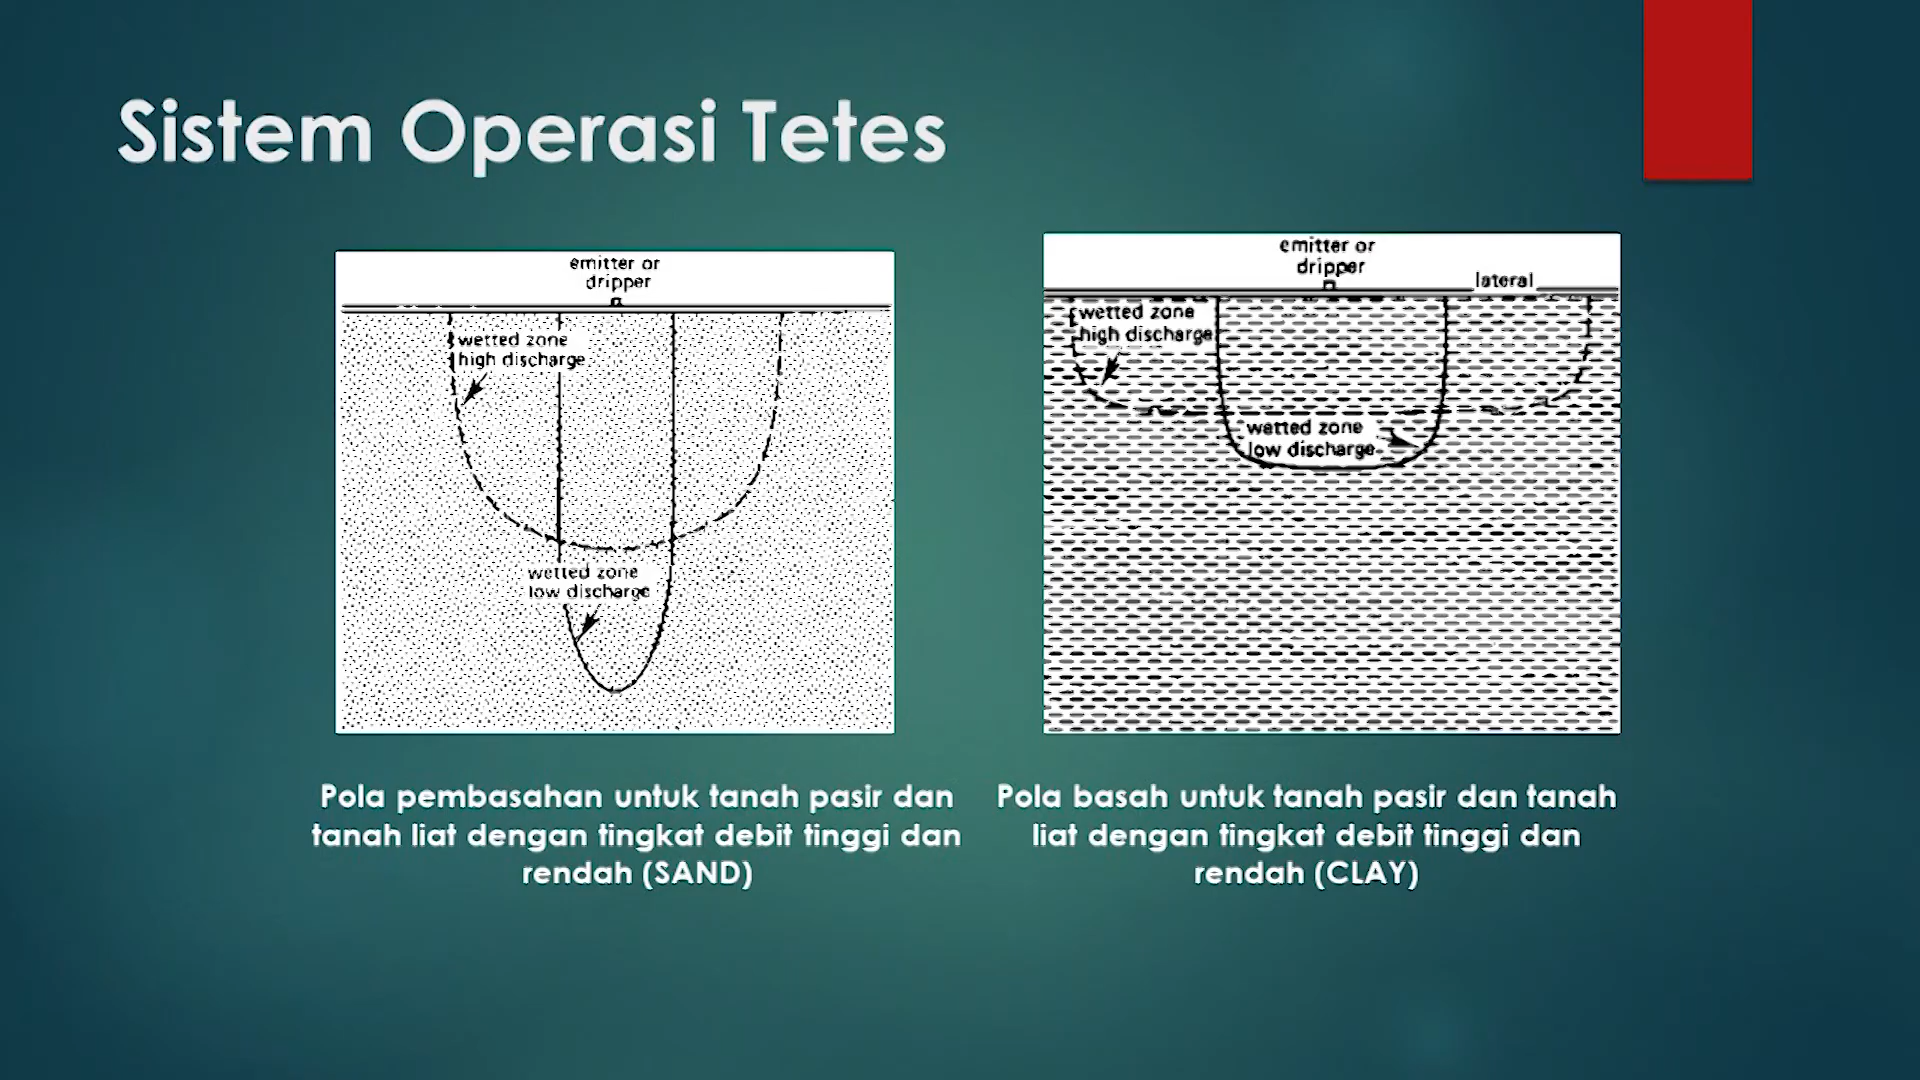 Sistem Operasi Tetes
emitter or
dripper
wetted zone
high discharge
wetted zone
low discharge
emitter or
dripper
lateral
wetted zone
high discharge
wetted zone
low discharge
Pola pembasahan untuk tanah pasir dan
tanah liat dengan tingkat debit tinggi dan
rendah (SAND)
Pola basah untuk tanah pasir dan tanah
liat dengan tingkat debit tinggi dan
rendah (CLAY)